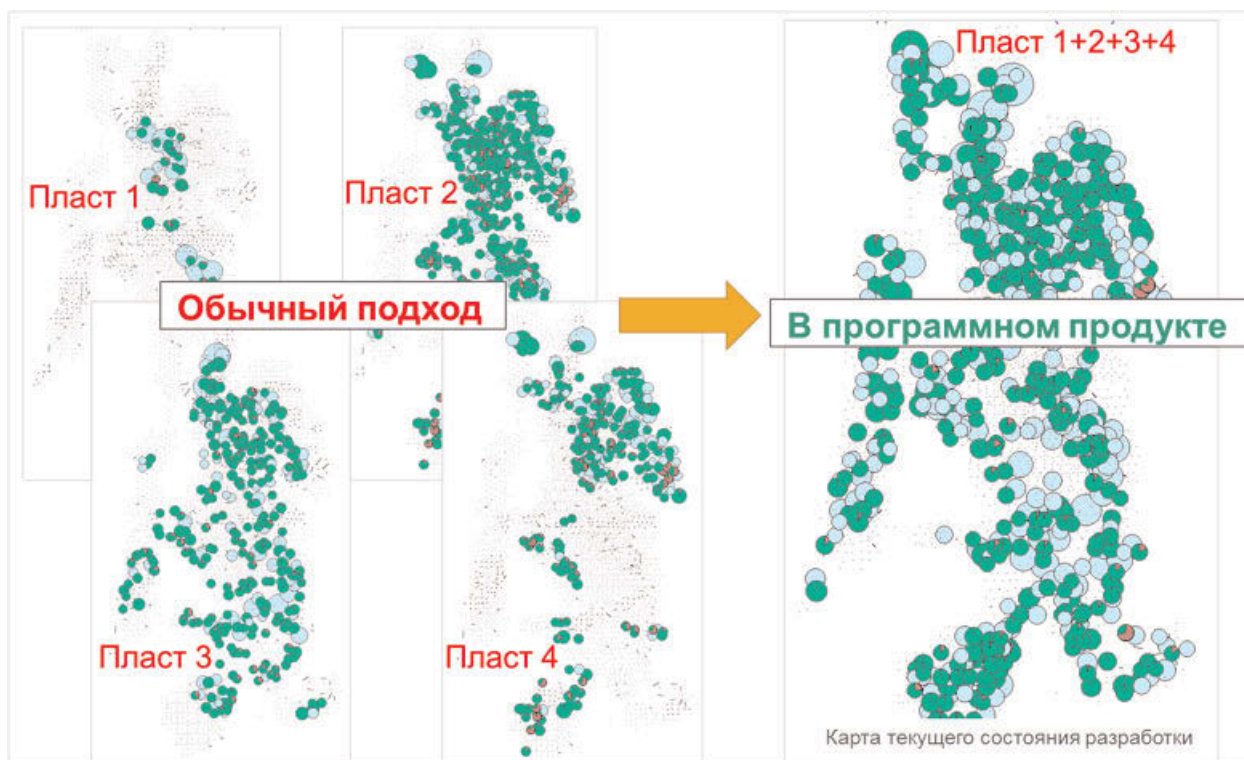 Пласт 1
Пласт 2
Пласт 1+2+3+4
Обычный подход
В программном продукте
Пласт 3
Пласт 4
Карта текущего состояния разработки